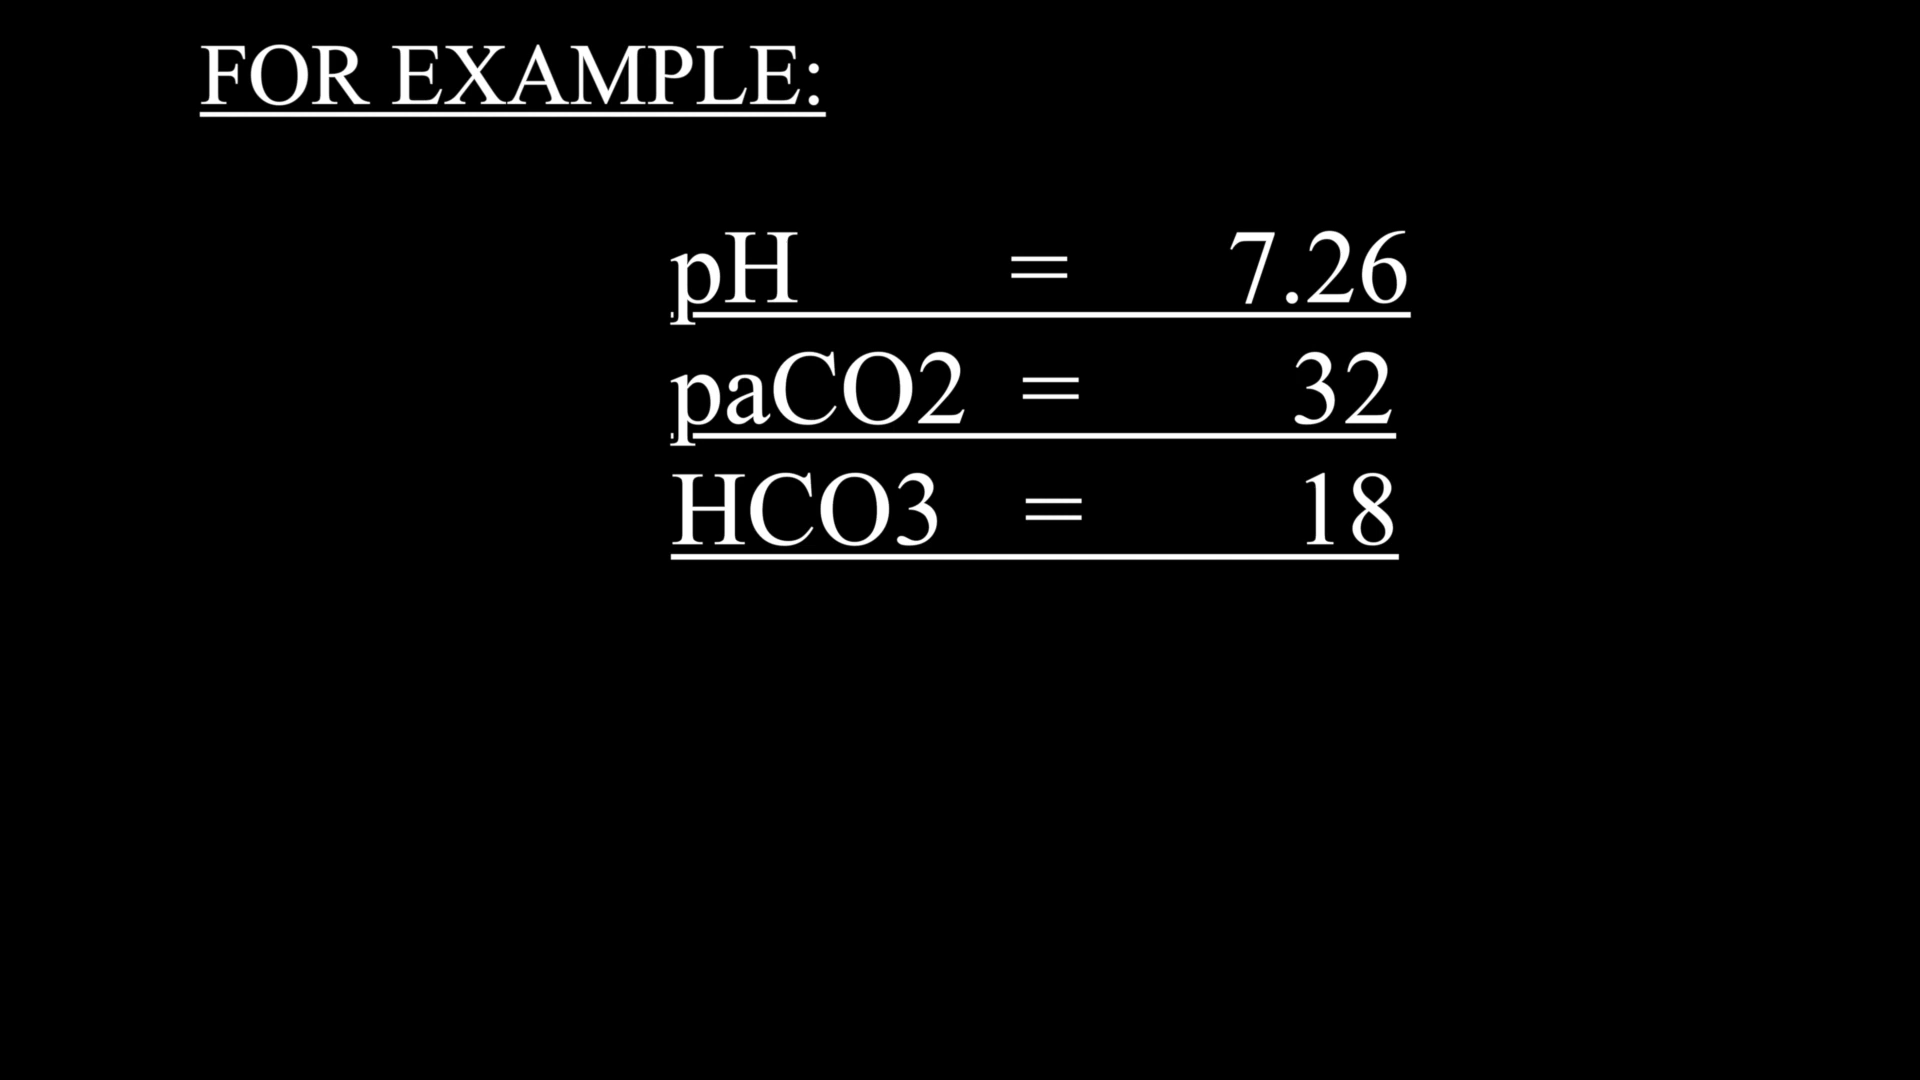 FOR EXAMPLE:
pH = 7.26
paCO2 = 32
HCO3 = 18